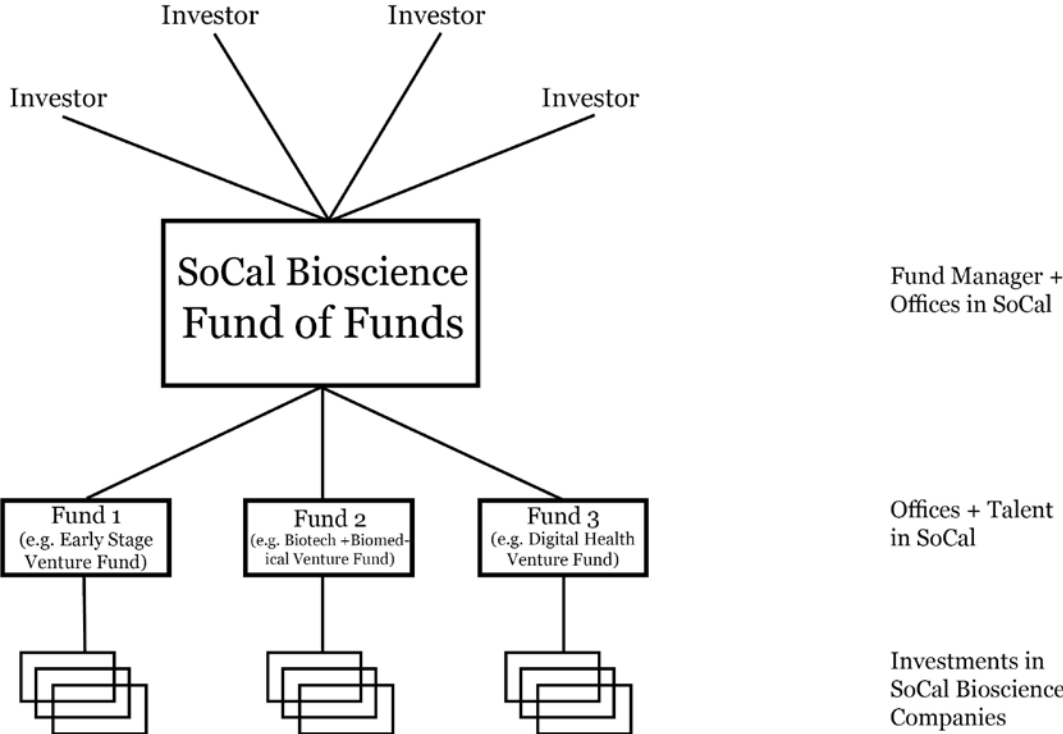 Investor
Investor
Investor
Investor
SoCal Bioscience
Fund of Funds
Fund Manager +
Offices in SoCal
Fund 1
(e.g. Early Stage
Venture Fund)
Fund 2
(e.g. Biotech +Biomed-
ical Venture Fund)
Fund 3
(e.g. Digital Health
Venture Fund)
Offices + Talent
in SoCal
Investments in
SoCal Bioscience
Companies